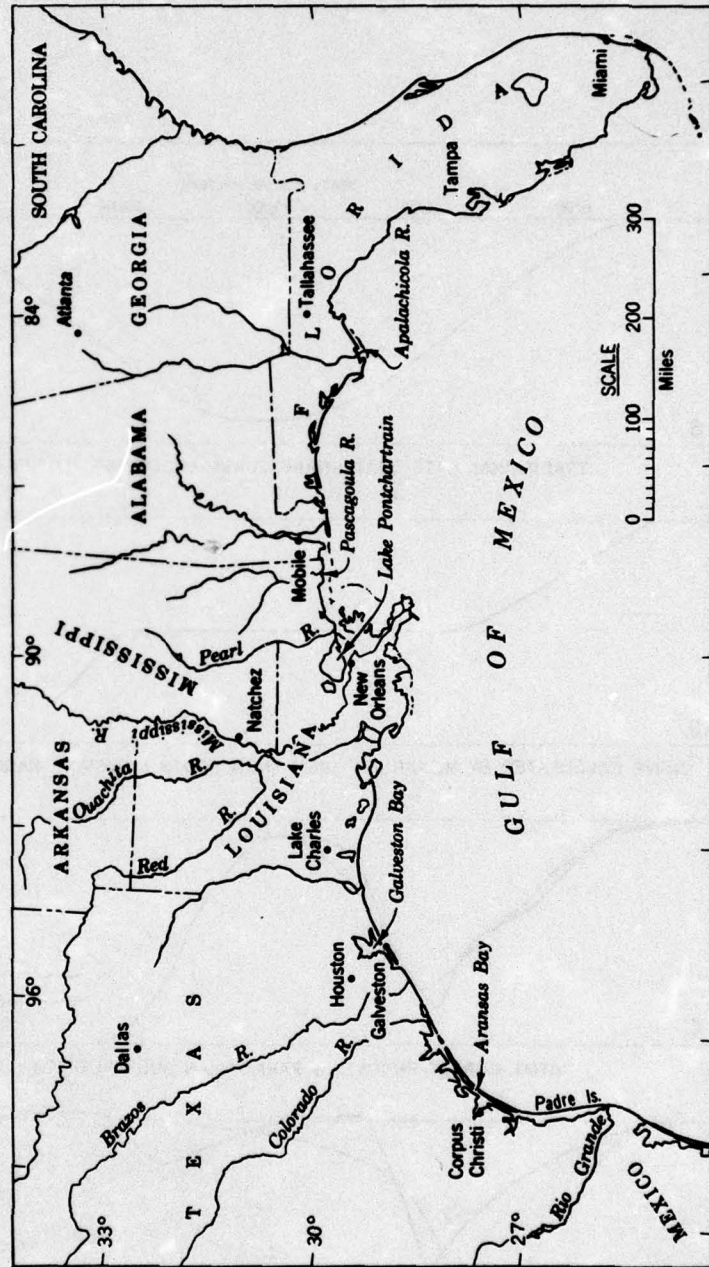 SOUTH CAROLINA
GEORGIA
ALABAMA
MISSISSIPPI
ARKANSAS
LOUISIANA
TEXAS
FLORIDA
MEXICO
GULF OF MEXICO
96°
90°
84°
33°
30°
27°
Atlanta
Tallahassee
Tampa
Miami
Mobile
Natchez
New
Orleans
Lake
Charles
Houston
Galveston
Dallas
Corpus
Christi
Apalachicola R.
Pascagoula R.
Lake Pontchartrain
Pearl R.
Mississippi R.
Ouachita R.
Red R.
Galveston Bay
Brazos R.
Colorado R.
Aransas Bay
Padre Is.
Rio Grande
SCALE
0 100 200 300
Miles